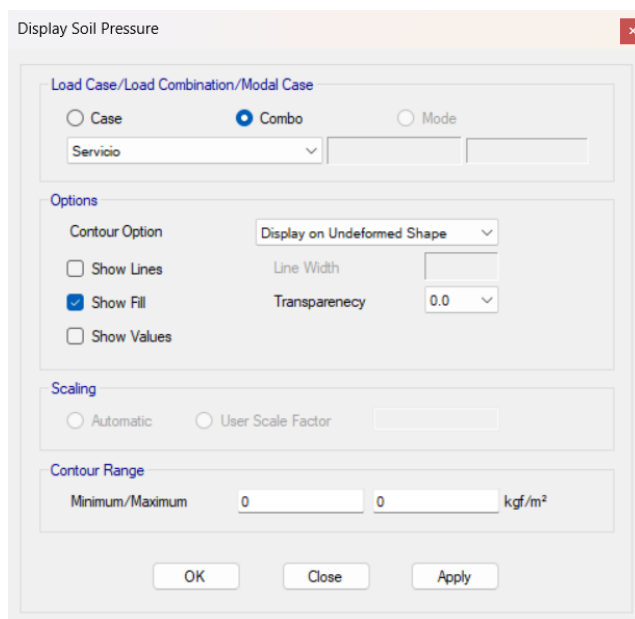 Display Soil Pressure
Load Case/Load Combination/Modal Case
Case Combo Mode
Servicio
Options
Contour Option Display on Undeformed Shape
Show Lines Line Width
Show Fill Transparenecy 0.0
Show Values
Scaling
Automatic User Scale Factor
Contour Range
Minimum/Maximum 0 0 kgf/m²
OK Close Apply